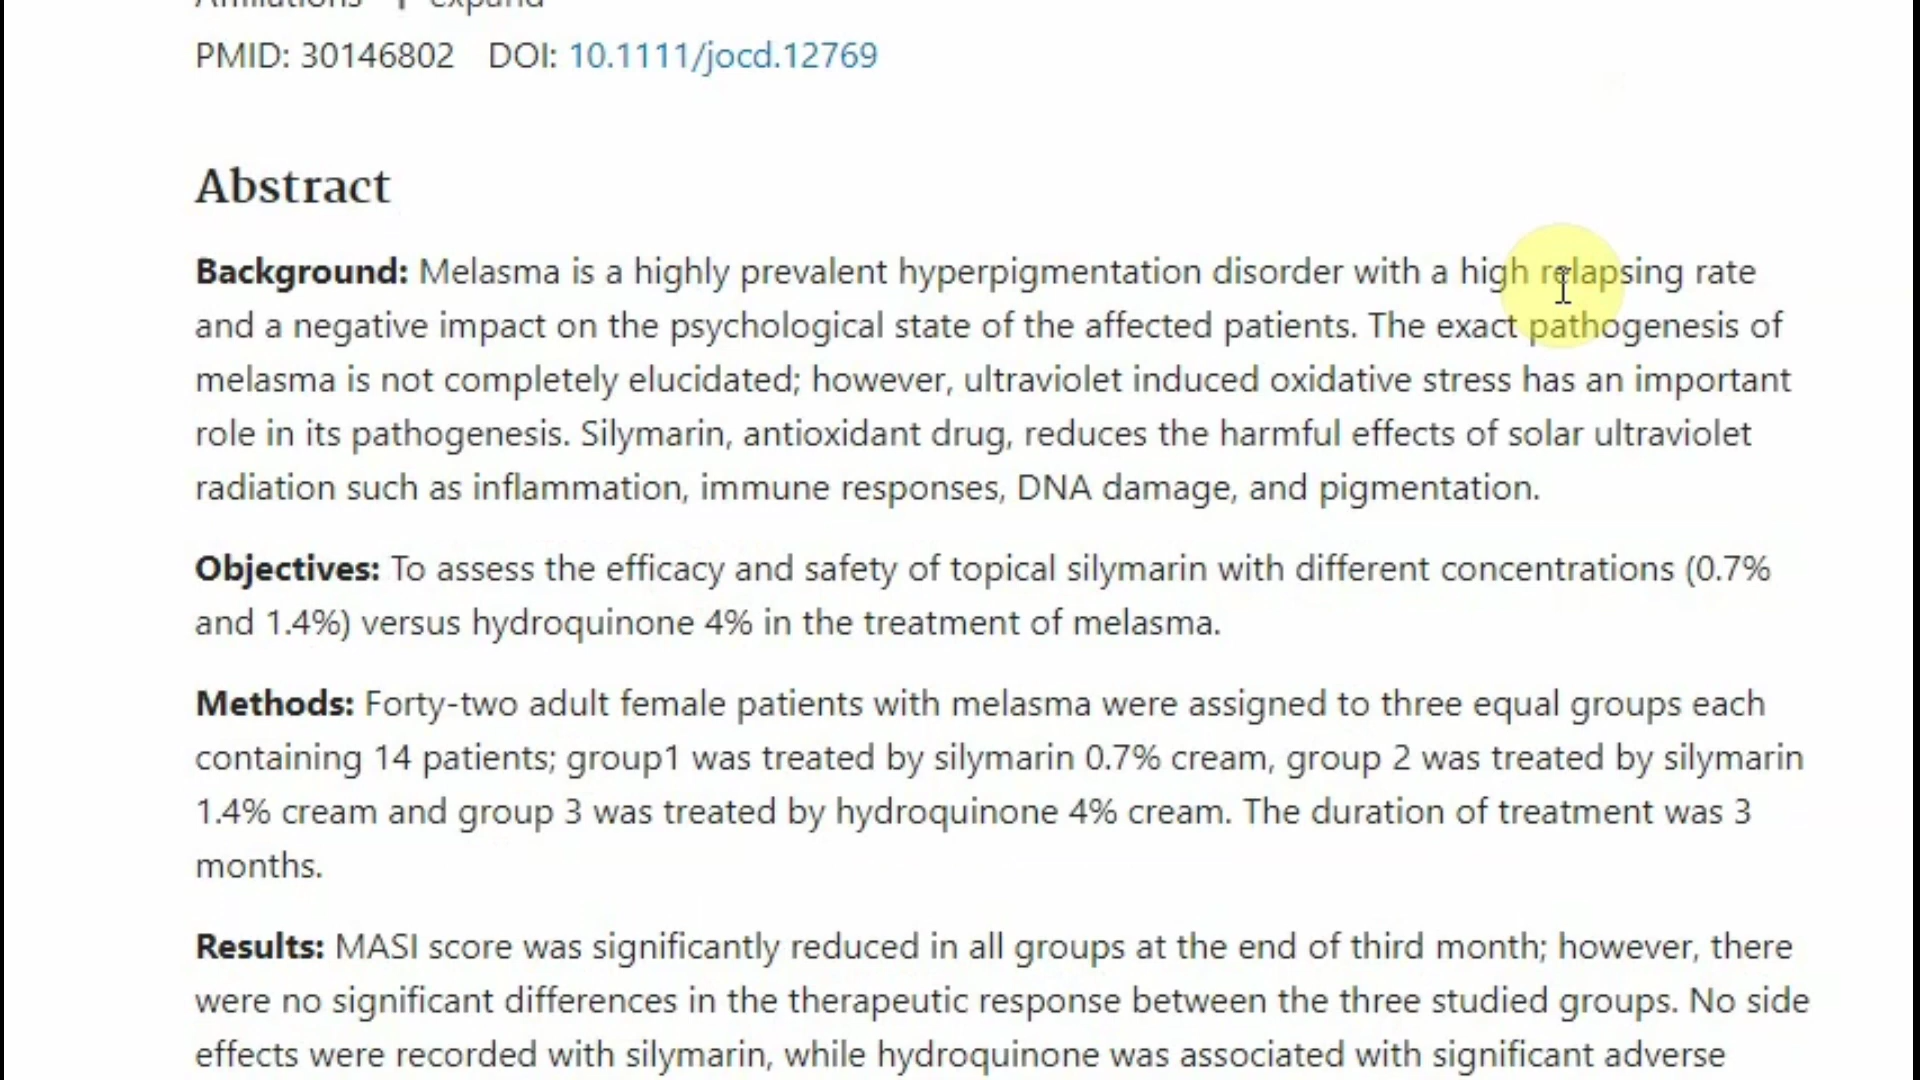 Affiliations + expand
PMID: 30146802 DOI: 10.1111/jocd.12769
Abstract
Background: Melasma is a highly prevalent hyperpigmentation disorder with a high relapsing rate
and a negative impact on the psychological state of the affected patients. The exact pathogenesis of
melasma is not completely elucidated; however, ultraviolet induced oxidative stress has an important
role in its pathogenesis. Silymarin, antioxidant drug, reduces the harmful effects of solar ultraviolet
radiation such as inflammation, immune responses, DNA damage, and pigmentation.
Objectives: To assess the efficacy and safety of topical silymarin with different concentrations (0.7%
and 1.4%) versus hydroquinone 4% in the treatment of melasma.
Methods: Forty-two adult female patients with melasma were assigned to three equal groups each
containing 14 patients; group1 was treated by silymarin 0.7% cream, group 2 was treated by silymarin
1.4% cream and group 3 was treated by hydroquinone 4% cream. The duration of treatment was 3
months.
Results: MASI score was significantly reduced in all groups at the end of third month; however, there
were no significant differences in the therapeutic response between the three studied groups. No side
effects were recorded with silymarin, while hydroquinone was associated with significant adverse